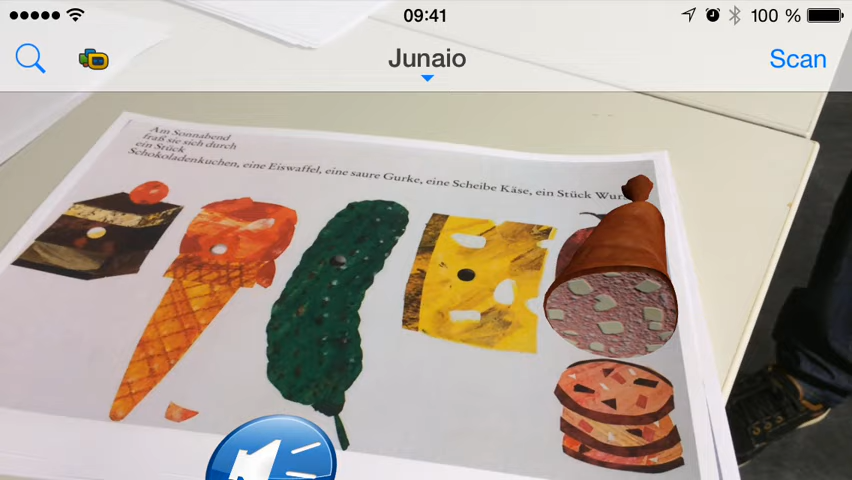 09:41
100 %
Junaio
Scan
Am Sonnabend
fraß sie sich durch
ein Stück
Schokoladenkuchen, eine Eiswaffel, eine saure Gurke, eine Scheibe Käse, ein Stück Wurs